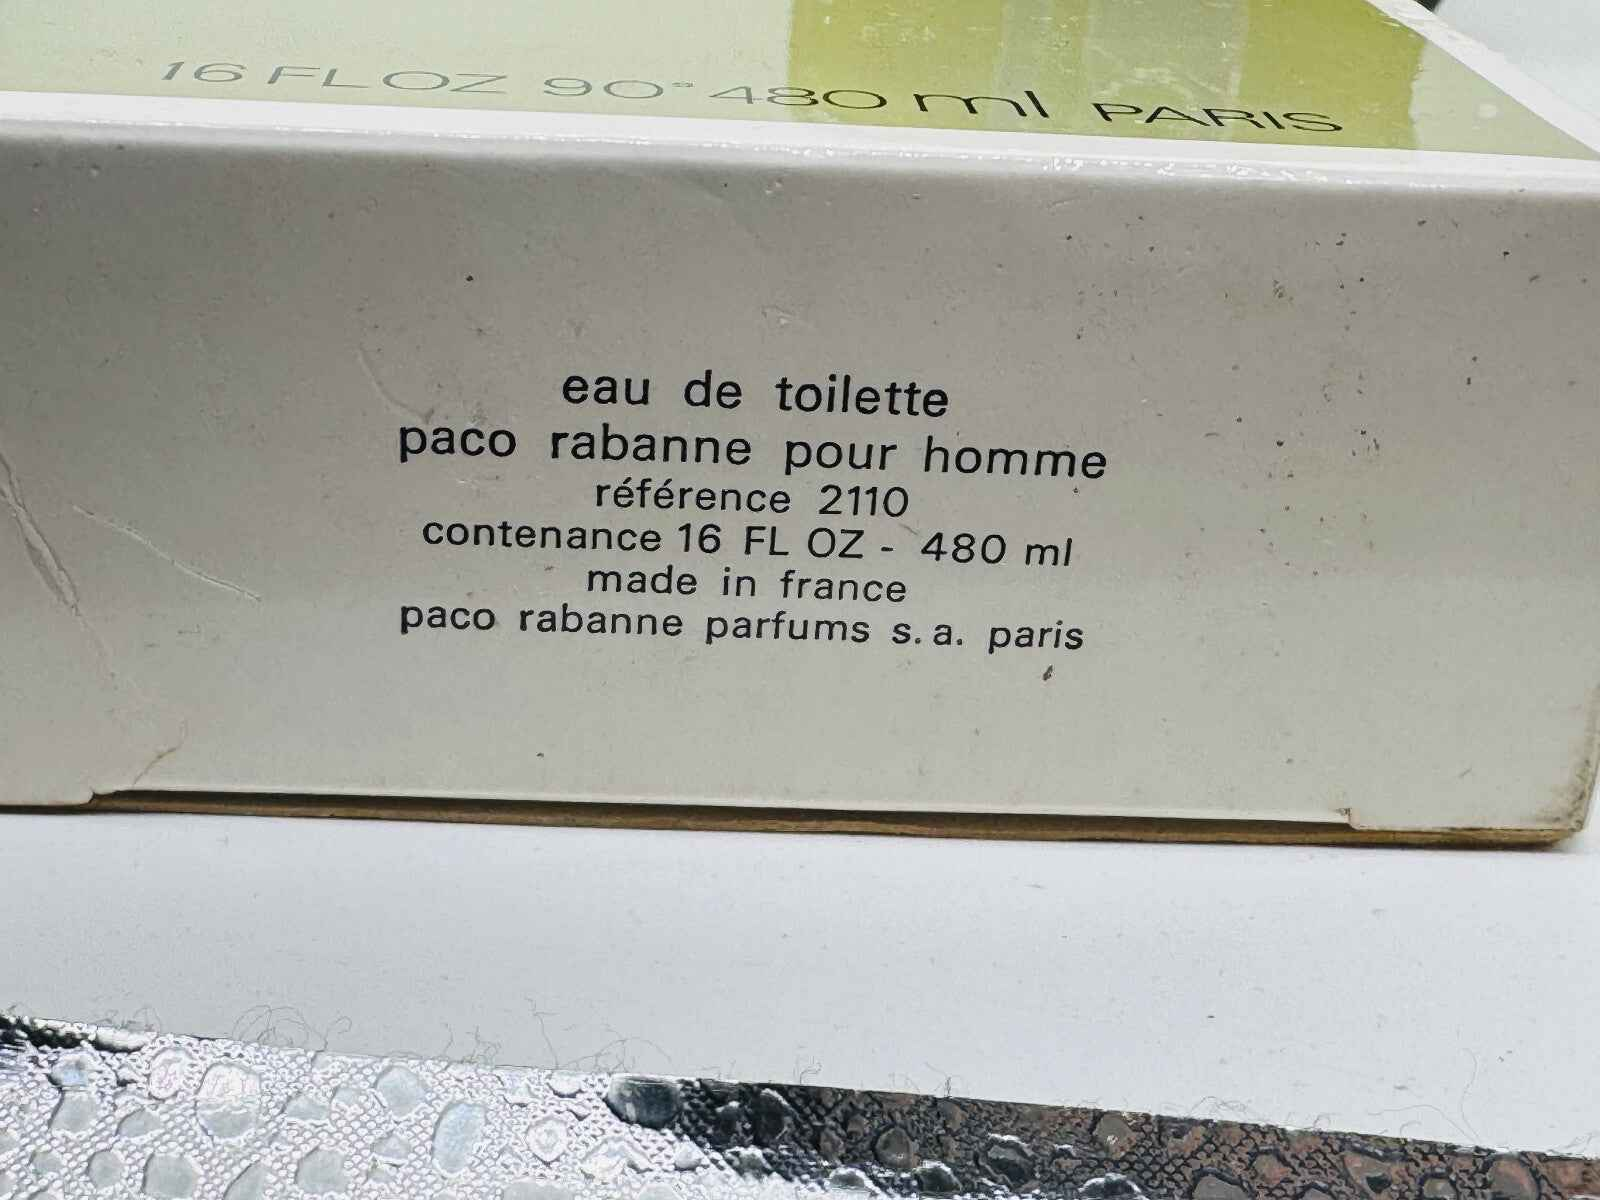 16 FL OZ 90° 480 ml PARIS
eau de toilette
paco rabanne pour homme
référence 2110
contenance 16 FL OZ - 480 ml
made in france
paco rabanne parfums s.a. paris